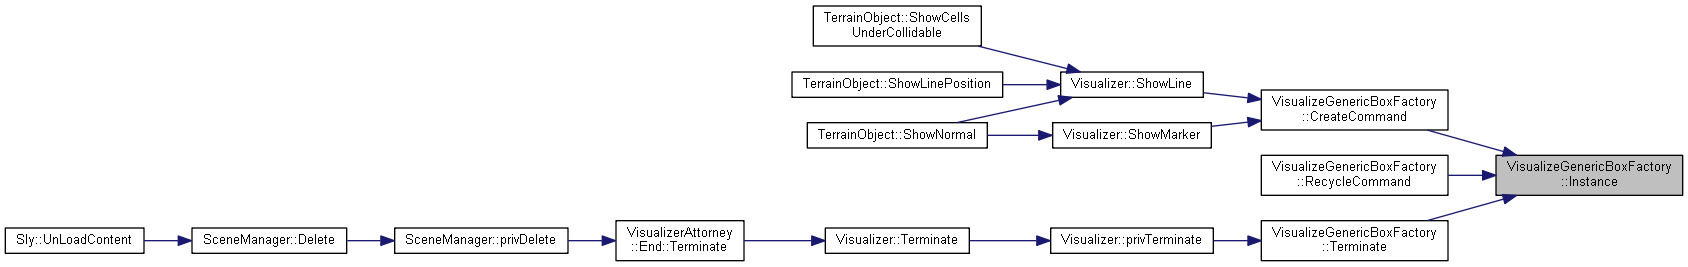 TerrainObject::ShowCells
UnderCollidable
TerrainObject::ShowLinePosition
Visualizer::ShowLine
VisualizeGenericBoxFactory
::CreateCommand
TerrainObject::ShowNormal
Visualizer::ShowMarker
VisualizeGenericBoxFactory
::RecycleCommand
VisualizeGenericBoxFactory
::Instance
Sly::UnLoadContent
SceneManager::Delete
SceneManager::privDelete
VisualizerAttorney
::End::Terminate
Visualizer::Terminate
Visualizer::privTerminate
VisualizeGenericBoxFactory
::Terminate